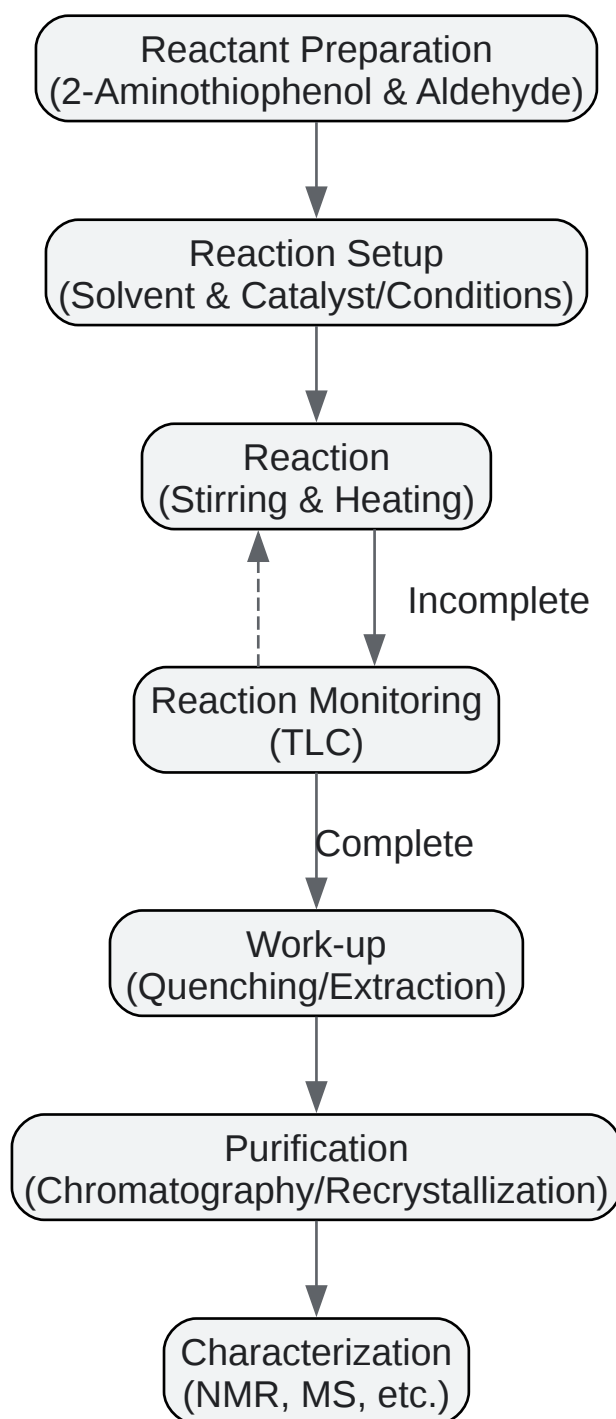 Reactant Preparation
(2-Aminothiophenol & Aldehyde)
Reaction Setup
(Solvent & Catalyst/Conditions)
Reaction
(Stirring & Heating)
Incomplete
Reaction Monitoring
(TLC)
Complete
Work-up
(Quenching/Extraction)
Purification
(Chromatography/Recrystallization)
Characterization
(NMR, MS, etc.)